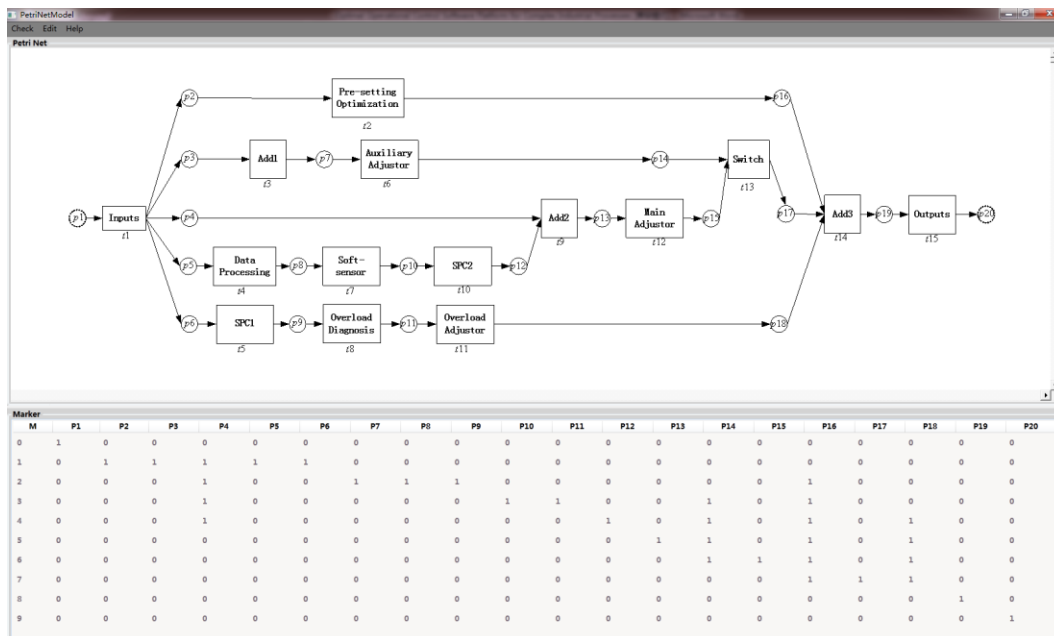 PetriNetModel
Check Edit Help
Petri Net
p2 Pre-setting Optimization p16
t2
p3 Add1 p7 Auxiliary Adjustor p14 Switch
t3 t6 t13
p1 Inputs p4 Add2 p13 Main Adjustor p15 p17 Add3 p19 Outputs p20
t1 t9 t12 t14 t15
p5 Data Processing p8 Soft-sensor p10 SPC2 p12
t4 t7 t10
p6 SPC1 p9 Overload Diagnosis p11 Overload Adjustor p18
t5 t8 t11
Marker
M P1 P2 P3 P4 P5 P6 P7 P8 P9 P10 P11 P12 P13 P14 P15 P16 P17 P18 P19 P20
0 1 0 0 0 0 0 0 0 0 0 0 0 0 0 0 0 0 0 0 0
1 0 1 1 1 1 1 0 0 0 0 0 0 0 0 0 0 0 0 0 0
2 0 0 0 1 0 0 1 1 1 0 0 0 0 0 0 1 0 0 0 0
3 0 0 0 1 0 0 0 0 0 1 1 0 0 1 0 1 0 0 0 0
4 0 0 0 1 0 0 0 0 0 0 0 1 0 1 0 1 0 1 0 0
5 0 0 0 0 0 0 0 0 0 0 0 0 1 1 0 1 0 1 0 0
6 0 0 0 0 0 0 0 0 0 0 0 0 0 1 1 1 0 1 0 0
7 0 0 0 0 0 0 0 0 0 0 0 0 0 0 0 1 1 1 0 0
8 0 0 0 0 0 0 0 0 0 0 0 0 0 0 0 0 0 0 1 0
9 0 0 0 0 0 0 0 0 0 0 0 0 0 0 0 0 0 0 0 1